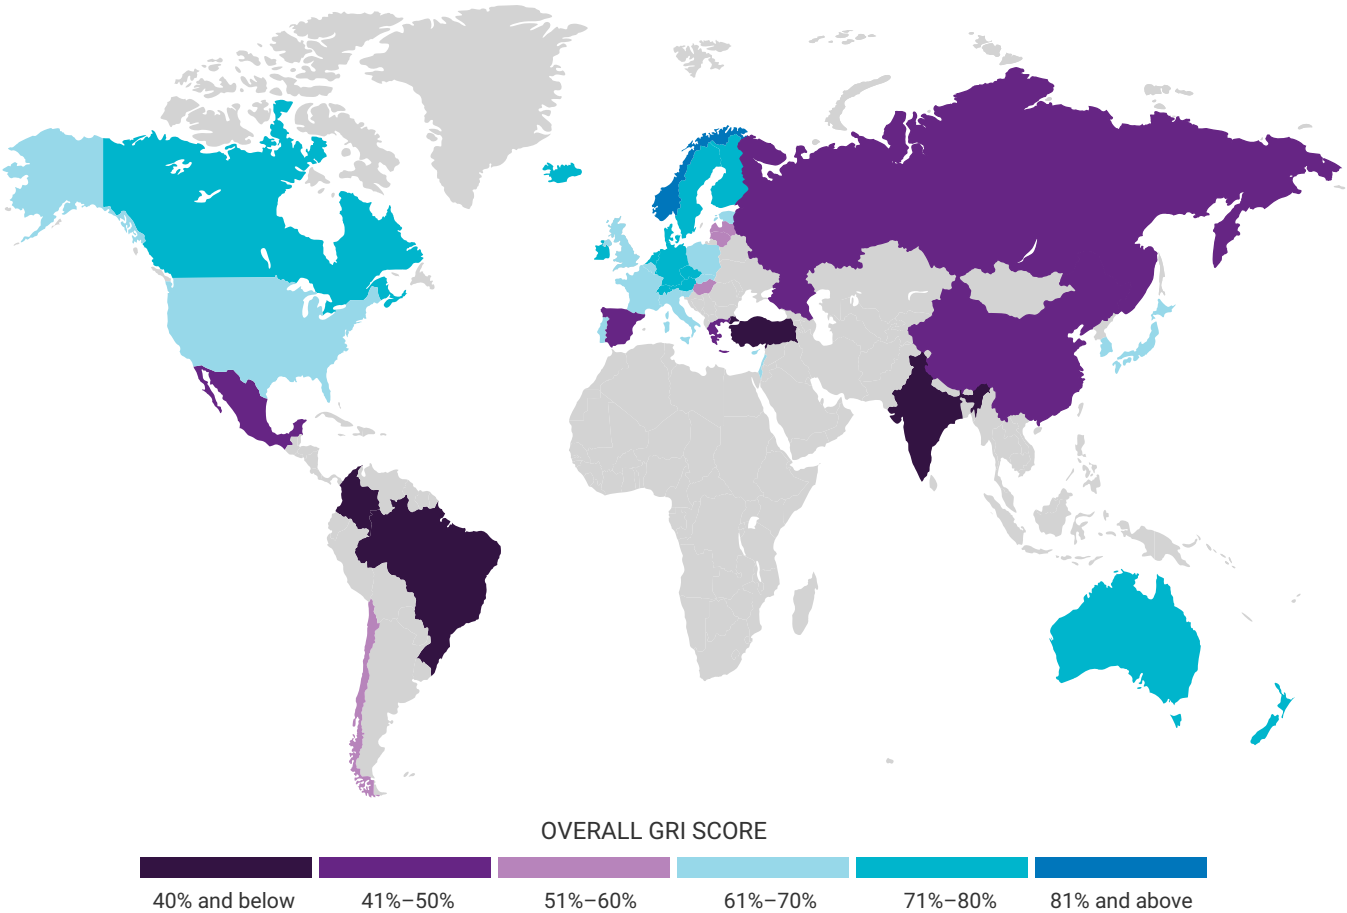 OVERALL GRI SCORE
40% and below 41%–50% 51%–60% 61%–70% 71%–80% 81% and above